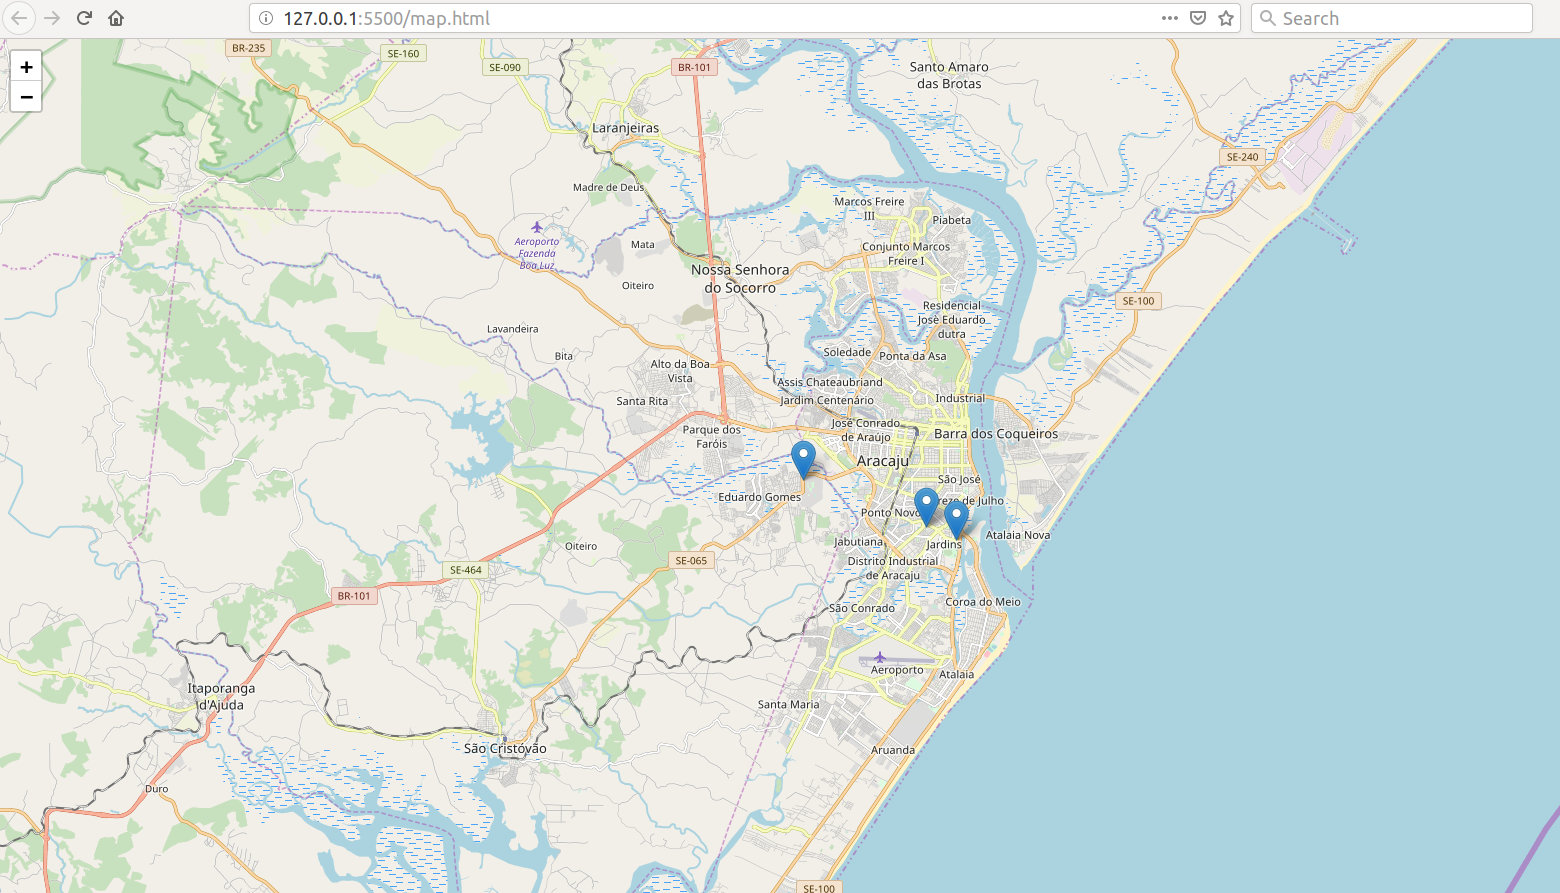 127.0.0.1:5500/map.html
Search
+
−
BR-235
SE-160
SE-090
BR-101
Santo Amaro
das Brotas
Laranjeiras
SE-240
Madre de Deus
Marcos Freire
III
Piabeta
Aeroporto
Fazenda
Boa Luz
Mata
Conjunto Marcos
Freire I
Nossa Senhora
do Socorro
Oiteiro
SE-100
Residencial
José Eduardo
dutra
Lavandeira
Bita
Soledade
Ponta da Asa
Alto da Boa
Vista
Assis Chateaubriand
Santa Rita
Jardim Centenário
Industrial
José Conrado
de Araújo
Parque dos
Faróis
Barra dos Coqueiros
Aracaju
São José
Eduardo Gomes
reze de Julho
Ponto Novo
Atalaia Nova
Jabutiana
Jardins
Oiteiro
SE-065
Distrito Industrial
de Aracaju
SE-464
BR-101
São Conrado
Coroa do Meio
Aeroporto
Atalaia
Itaporanga
d'Ajuda
Santa Maria
São Cristóvão
Aruanda
Duro
SE-100